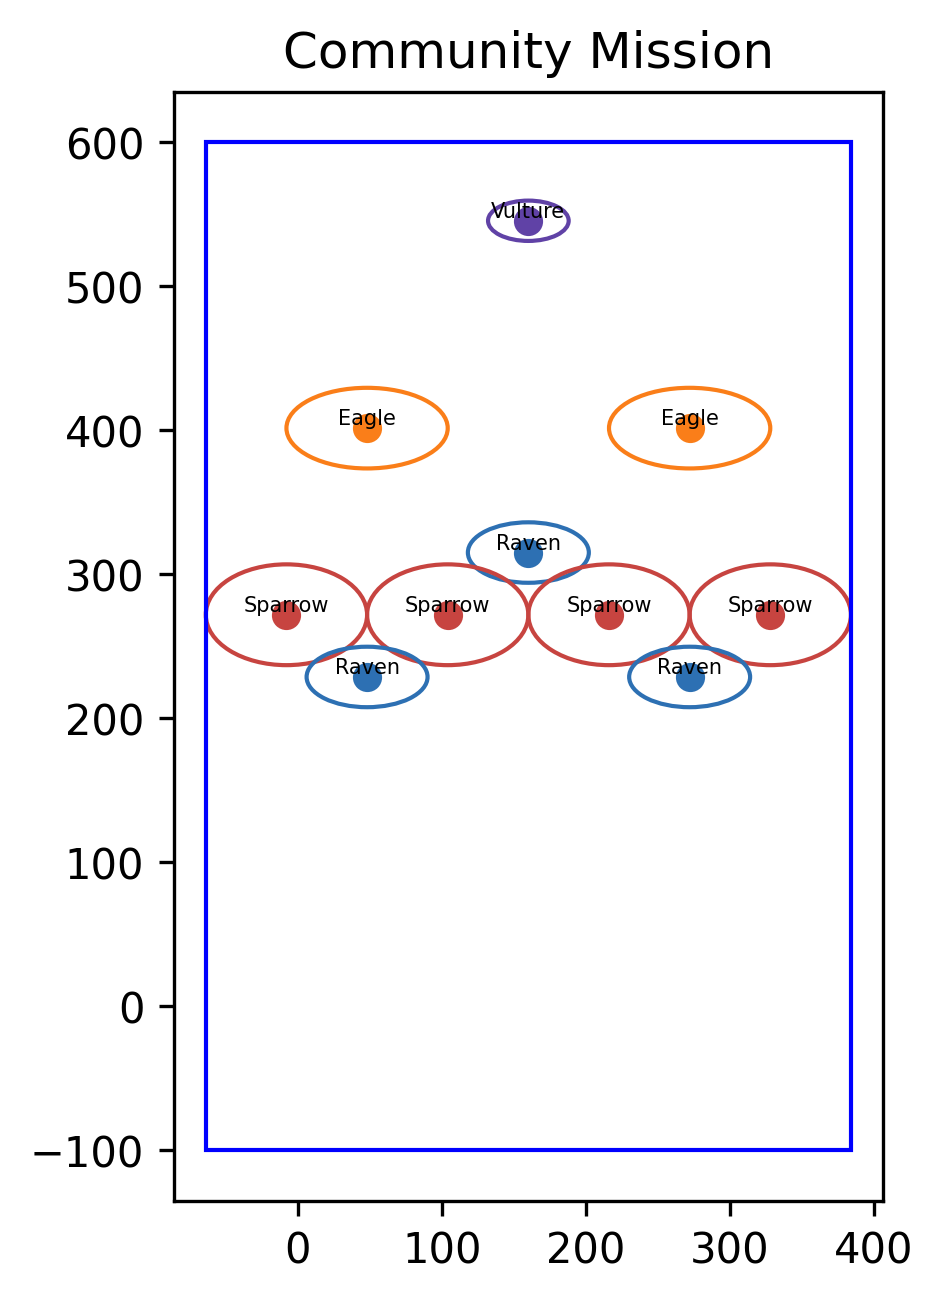 Community Mission
600
Vulture
500
Eagle Eagle
400
Raven
300
Sparrow Sparrow Sparrow Sparrow
Raven Raven
200
100
0
−100
0 100 200 300 400